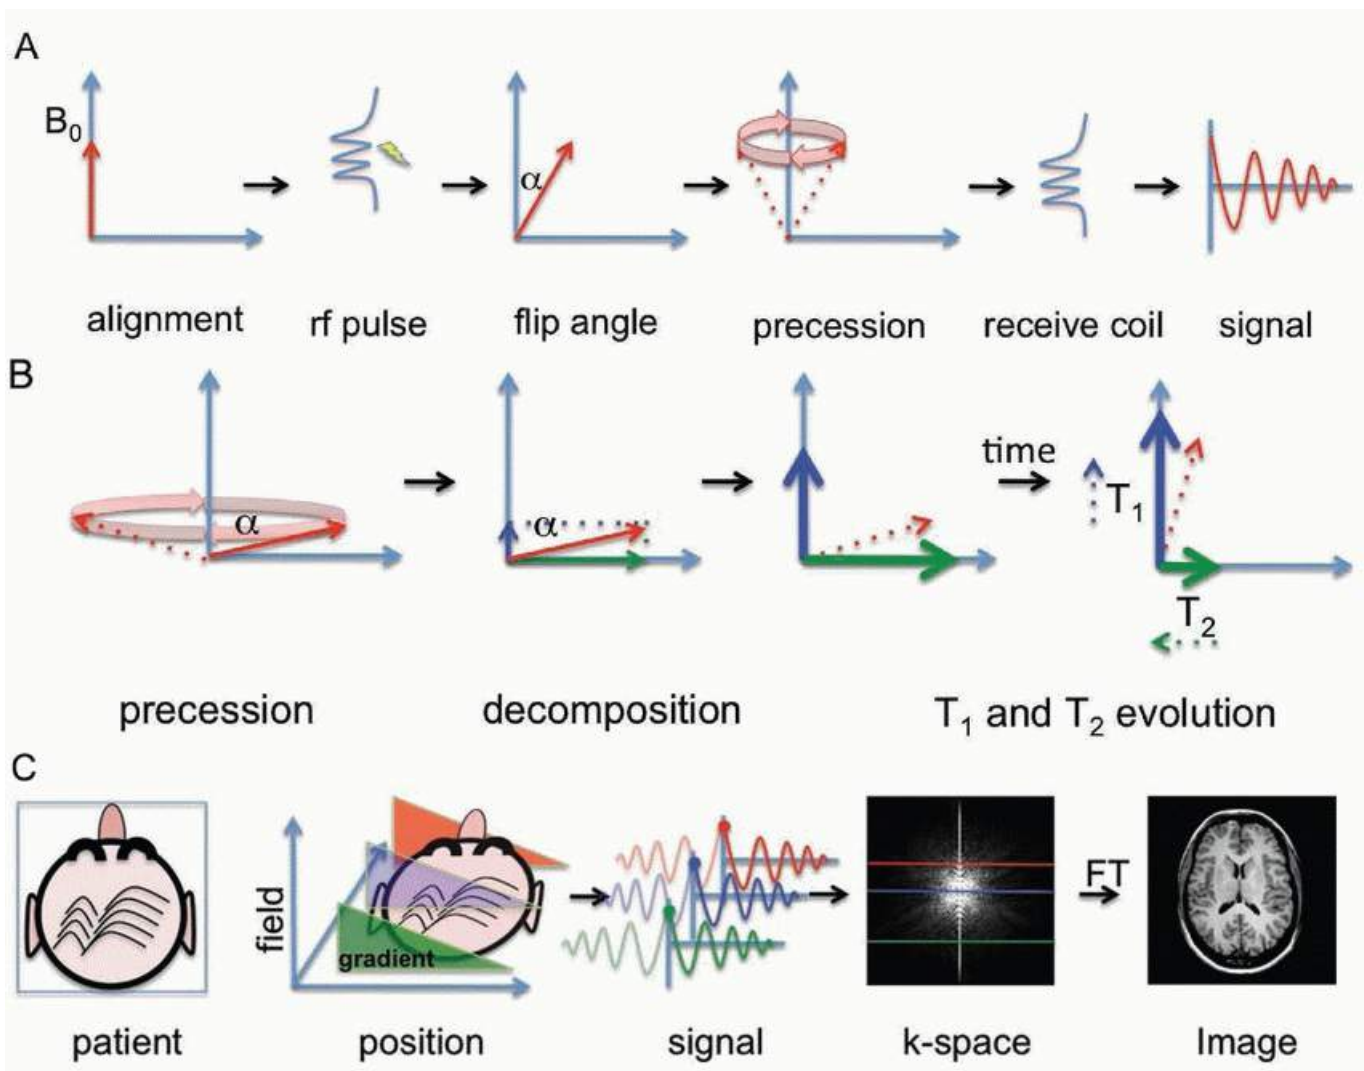 A
B0
α
alignment
rf pulse
flip angle
precession
receive coil
signal
B
α
α
time
T1
T2
precession
decomposition
T1 and T2 evolution
C
field
gradient
FT
patient
position
signal
k-space
Image